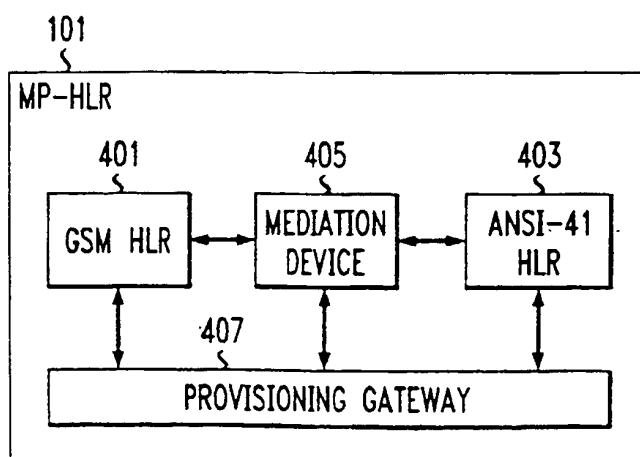 101
MP-HLR
401
405
403
GSM HLR
MEDIATION
DEVICE
ANSI-41
HLR
407
PROVISIONING GATEWAY